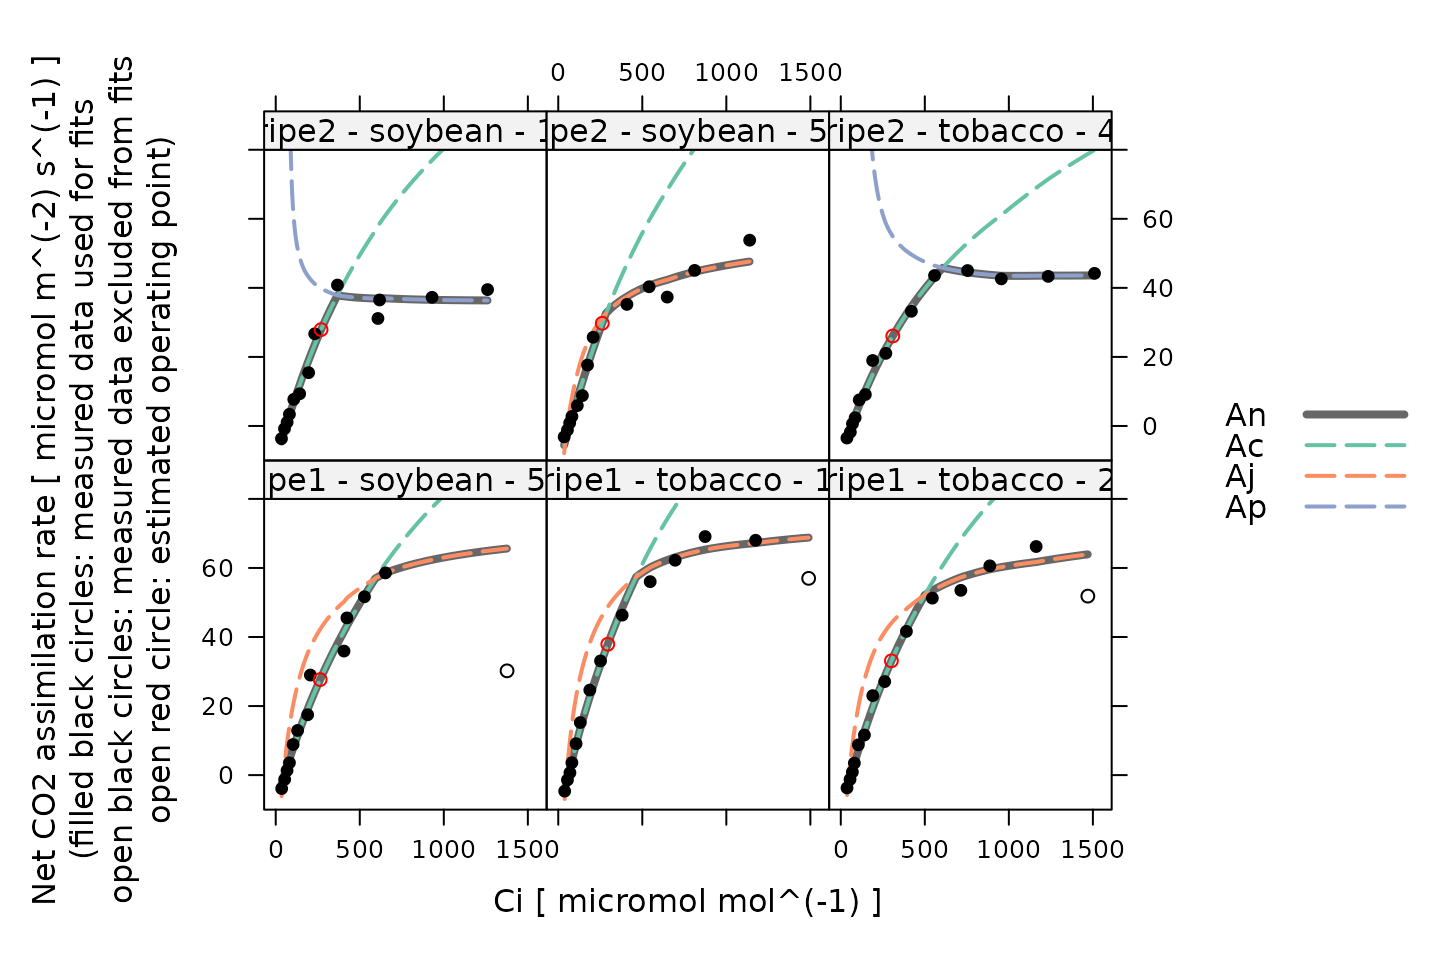 Net CO2 assimilation rate [ micromol m^(-2) s^(-1) ]
(filled black circles: measured data used for fits
open black circles: measured data excluded from fits
open red circle: estimated operating point)
0 500 1000 1500
ripe2 - soybean - 1
pe2 - soybean - 5
ripe2 - tobacco - 4
60
40
20
0
pe1 - soybean - 5
ripe1 - tobacco - 1
ripe1 - tobacco - 2
60
40
20
0
0 500 1000 1500
0 500 1000 1500
Ci [ micromol mol^(-1) ]
An
Ac
Aj
Ap